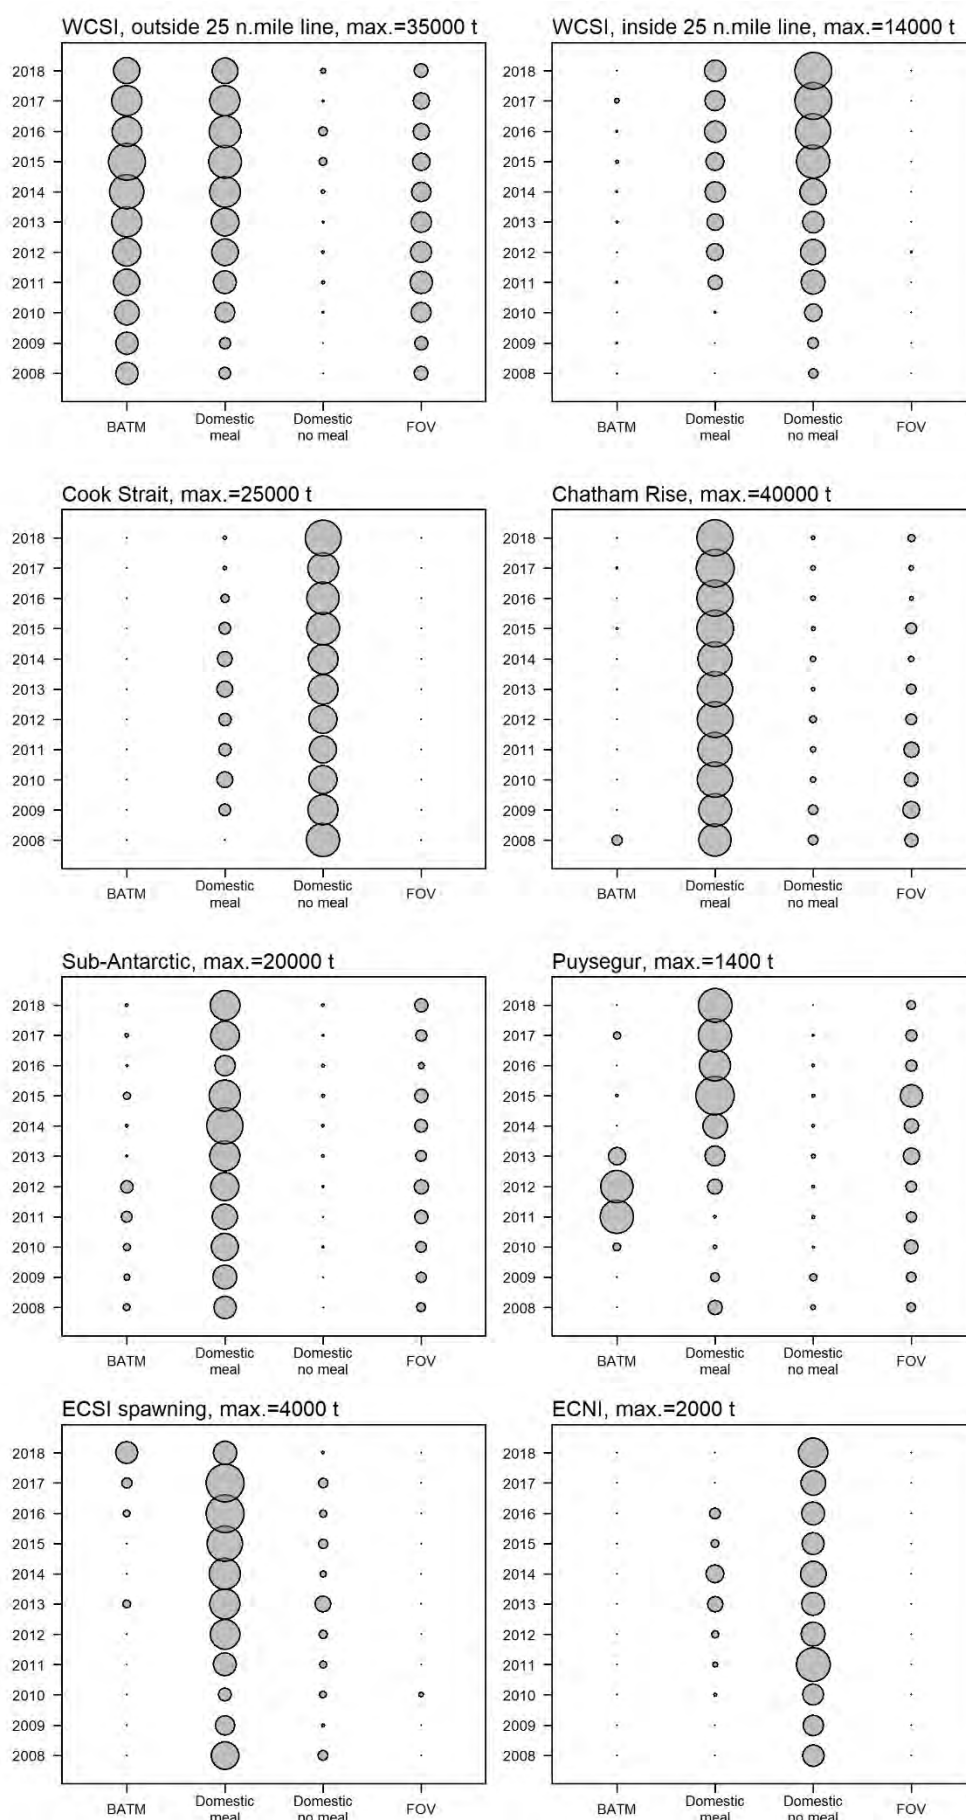 WCSI, outside 25 n.mile line, max.=35000 t
2018
2017
2016
2015
2014
2013
2012
2011
2010
2009
2008
BATM
Domestic
meal
Domestic
no meal
FOV
WCSI, inside 25 n.mile line, max.=14000 t
2018
2017
2016
2015
2014
2013
2012
2011
2010
2009
2008
BATM
Domestic
meal
Domestic
no meal
FOV
Cook Strait, max.=25000 t
2018
2017
2016
2015
2014
2013
2012
2011
2010
2009
2008
BATM
Domestic
meal
Domestic
no meal
FOV
Chatham Rise, max.=40000 t
2018
2017
2016
2015
2014
2013
2012
2011
2010
2009
2008
BATM
Domestic
meal
Domestic
no meal
FOV
Sub-Antarctic, max.=20000 t
2018
2017
2016
2015
2014
2013
2012
2011
2010
2009
2008
BATM
Domestic
meal
Domestic
no meal
FOV
Puysegur, max.=1400 t
2018
2017
2016
2015
2014
2013
2012
2011
2010
2009
2008
BATM
Domestic
meal
Domestic
no meal
FOV
ECSI spawning, max.=4000 t
2018
2017
2016
2015
2014
2013
2012
2011
2010
2009
2008
BATM
Domestic
meal
Domestic
no meal
FOV
ECNI, max.=2000 t
2018
2017
2016
2015
2014
2013
2012
2011
2010
2009
2008
BATM
Domestic
meal
Domestic
no meal
FOV